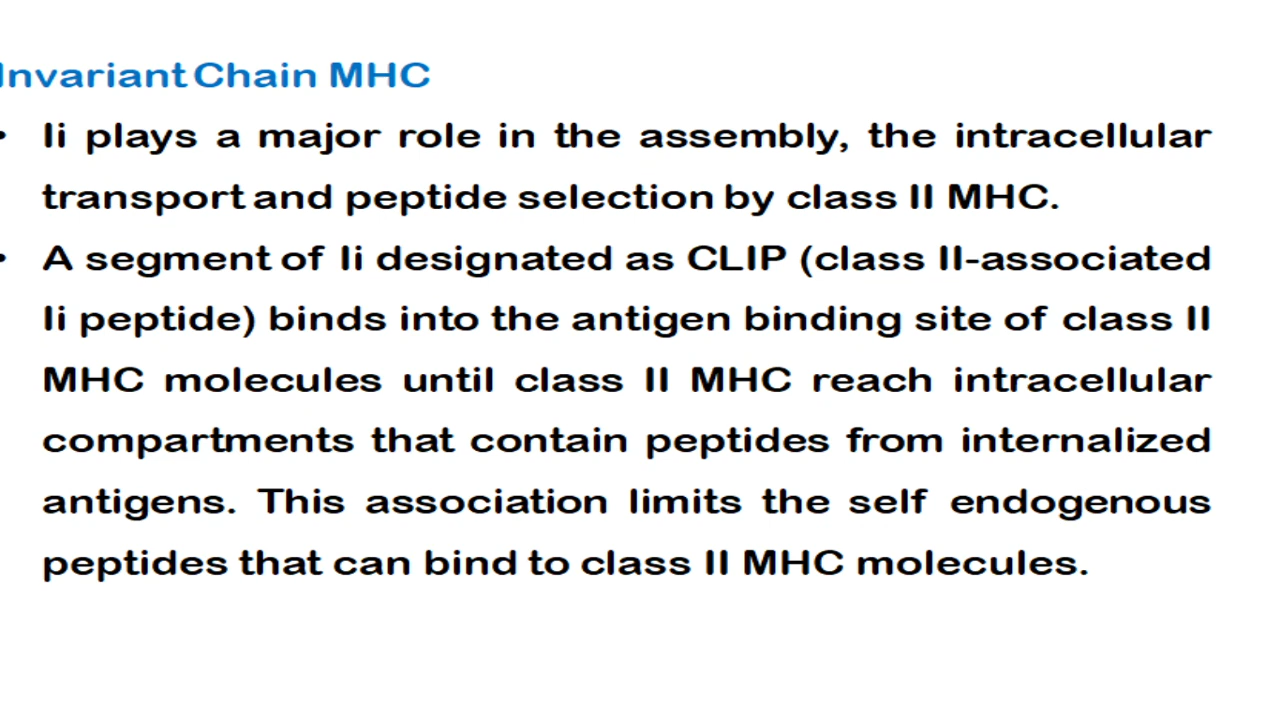 Invariant Chain MHC
• Ii plays a major role in the assembly, the intracellular
transport and peptide selection by class II MHC.
• A segment of Ii designated as CLIP (class II-associated
Ii peptide) binds into the antigen binding site of class II
MHC molecules until class II MHC reach intracellular
compartments that contain peptides from internalized
antigens. This association limits the self endogenous
peptides that can bind to class II MHC molecules.